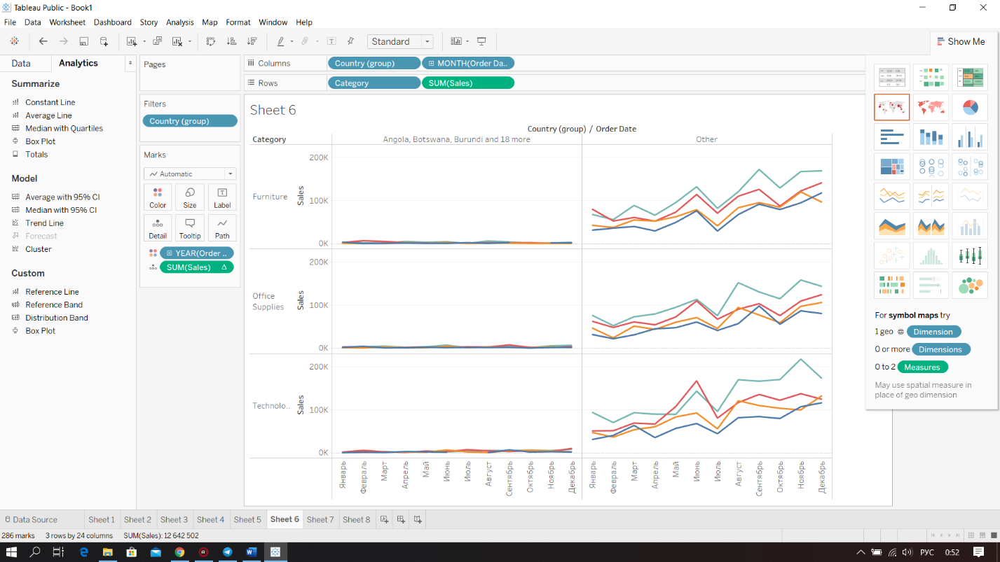 Tableau Public - Book1
File Data Worksheet Dashboard Story Analysis Map Format Window Help
Standard
Show Me
Data Analytics
Pages
Columns Country (group) MONTH(Order Da..
Rows Category SUM(Sales)
Summarize
Constant Line
Average Line
Median with Quartiles
Box Plot
Totals
Model
Average with 95% CI
Median with 95% CI
Trend Line
Forecast
Cluster
Custom
Reference Line
Reference Band
Distribution Band
Box Plot
Filters
Country (group)
Marks
Automatic
Color Size Label
Detail Tooltip Path
YEAR(Order ..
SUM(Sales) Δ
Sheet 6
Country (group) / Order Date
Category Angola, Botswana, Burundi and 18 more Other
Furniture
Sales
200K
100K
0K
Office
Supplies
Sales
200K
100K
0K
Technolo..
Sales
200K
100K
0K
Январь Февраль Март Апрель Май Июнь Июль Август Сентябрь Октябрь Ноябрь Декабрь
Январь Февраль Март Апрель Май Июнь Июль Август Сентябрь Октябрь Ноябрь Декабрь
For symbol maps try
1 geo Dimension
0 or more Dimensions
0 to 2 Measures
May use spatial measure in
place of geo dimension
Data Source Sheet 1 Sheet 2 Sheet 3 Sheet 4 Sheet 5 Sheet 6 Sheet 7 Sheet 8
286 marks 3 rows by 24 columns SUM(Sales): 12 642 502
РУС 0:52